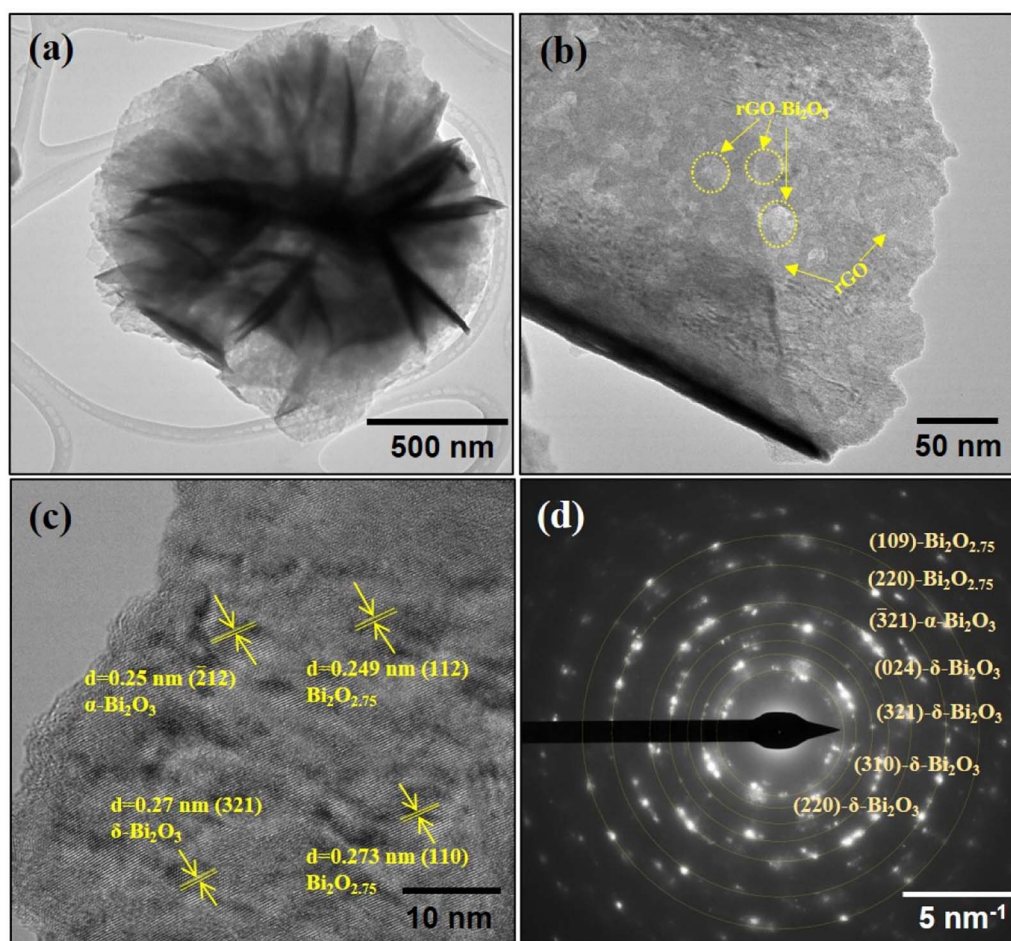 (a)
500 nm
(b)
rGO-Bi₂O₃
rGO
50 nm
(c)
d=0.25 nm (2̅12)
α-Bi₂O₃
d=0.249 nm (112)
Bi₂O₂.₇₅
d=0.27 nm (321)
δ-Bi₂O₃
d=0.273 nm (110)
Bi₂O₂.₇₅
10 nm
(d)
(109)-Bi₂O₂.₇₅
(220)-Bi₂O₂.₇₅
(3̅21)-α-Bi₂O₃
(024)-δ-Bi₂O₃
(321)-δ-Bi₂O₃
(310)-δ-Bi₂O₃
(220)-δ-Bi₂O₃
5 nm⁻¹